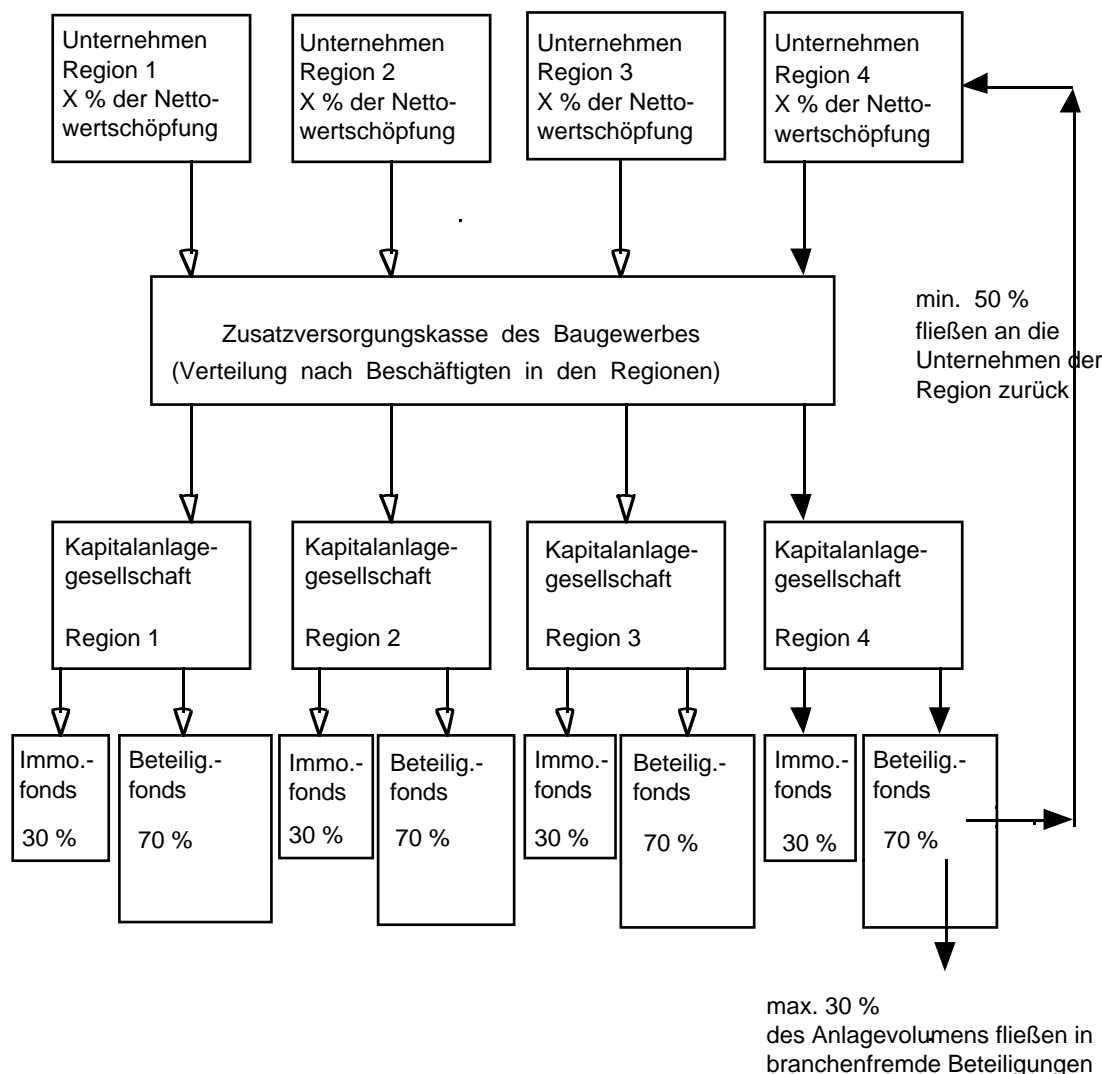 Unternehmen
Region 1
X % der Netto-
wertschöpfung
Unternehmen
Region 2
X % der Netto-
wertschöpfung
Unternehmen
Region 3
X % der Netto-
wertschöpfung
Unternehmen
Region 4
X % der Netto-
wertschöpfung
Zusatzversorgungskasse des Baugewerbes
(Verteilung nach Beschäftigten in den Regionen)
min. 50 %
fließen an die
Unternehmen der
Region zurück
Kapitalanlage-
gesellschaft
Region 1
Kapitalanlage-
gesellschaft
Region 2
Kapitalanlage-
gesellschaft
Region 3
Kapitalanlage-
gesellschaft
Region 4
Immo.-
fonds
30 %
Beteilig.-
fonds
70 %
Immo.-
fonds
30 %
Beteilig.-
fonds
70 %
Immo.-
fonds
30 %
Beteilig.-
fonds
70 %
Immo.-
fonds
30 %
Beteilig.-
fonds
70 %
max. 30 %
des Anlagevolumens fließen in
branchenfremde Beteiligungen